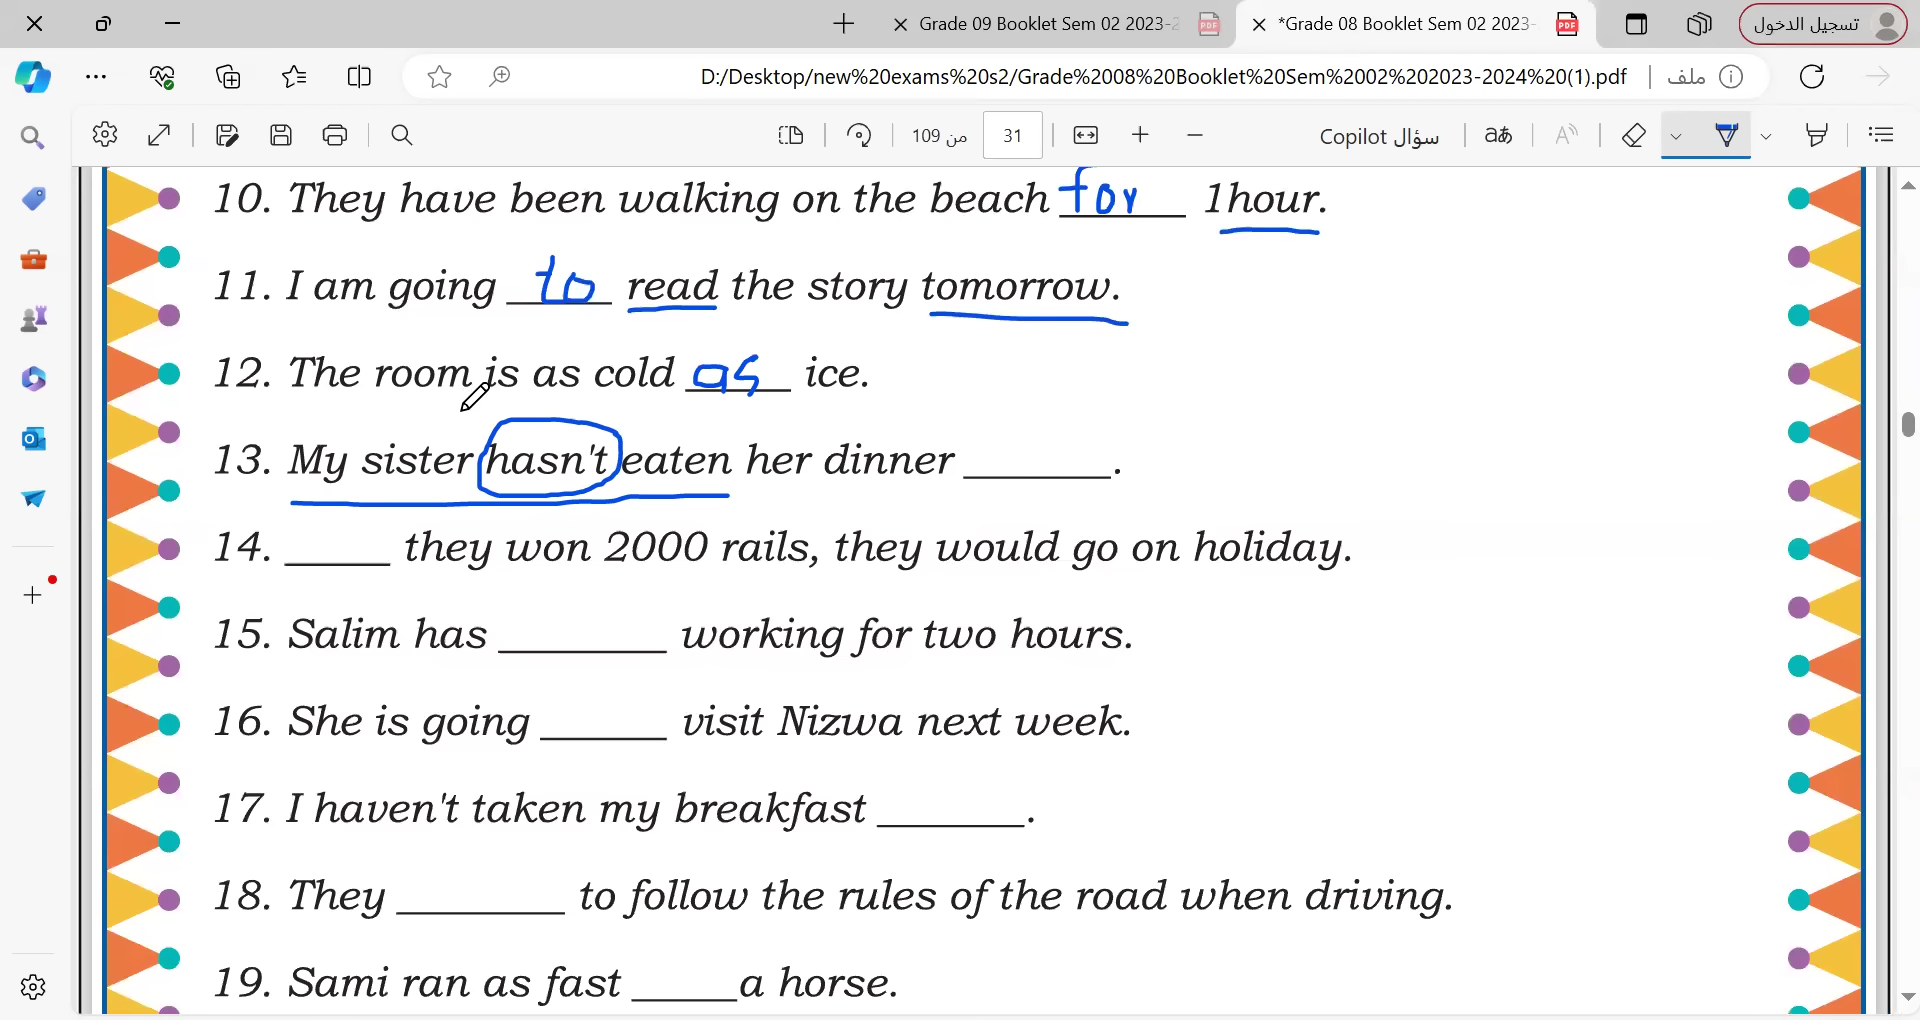 Grade 09 Booklet Sem 02 2023-2
*Grade 08 Booklet Sem 02 2023-
تسجيل الدخول
D:/Desktop/new%20exams%20s2/Grade%2008%20Booklet%20Sem%2002%202023-2024%20(1).pdf
ملف
109 من
31
سؤال Copilot
10. They have been walking on the beach for 1hour.
11. I am going to read the story tomorrow.
12. The room is as cold as ice.
13. My sister hasn't eaten her dinner _______.
14. _____ they won 2000 rails, they would go on holiday.
15. Salim has ________ working for two hours.
16. She is going ______ visit Nizwa next week.
17. I haven't taken my breakfast _______.
18. They ________ to follow the rules of the road when driving.
19. Sami ran as fast _____a horse.